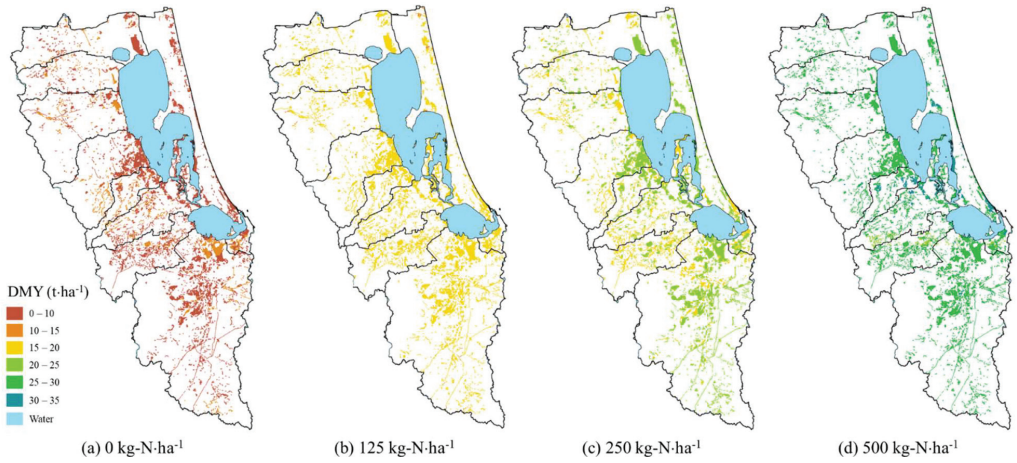 DMY (t·ha⁻¹)
0 – 10
10 – 15
15 – 20
20 – 25
25 – 30
30 – 35
Water
(a) 0 kg-N·ha⁻¹
(b) 125 kg-N·ha⁻¹
(c) 250 kg-N·ha⁻¹
(d) 500 kg-N·ha⁻¹